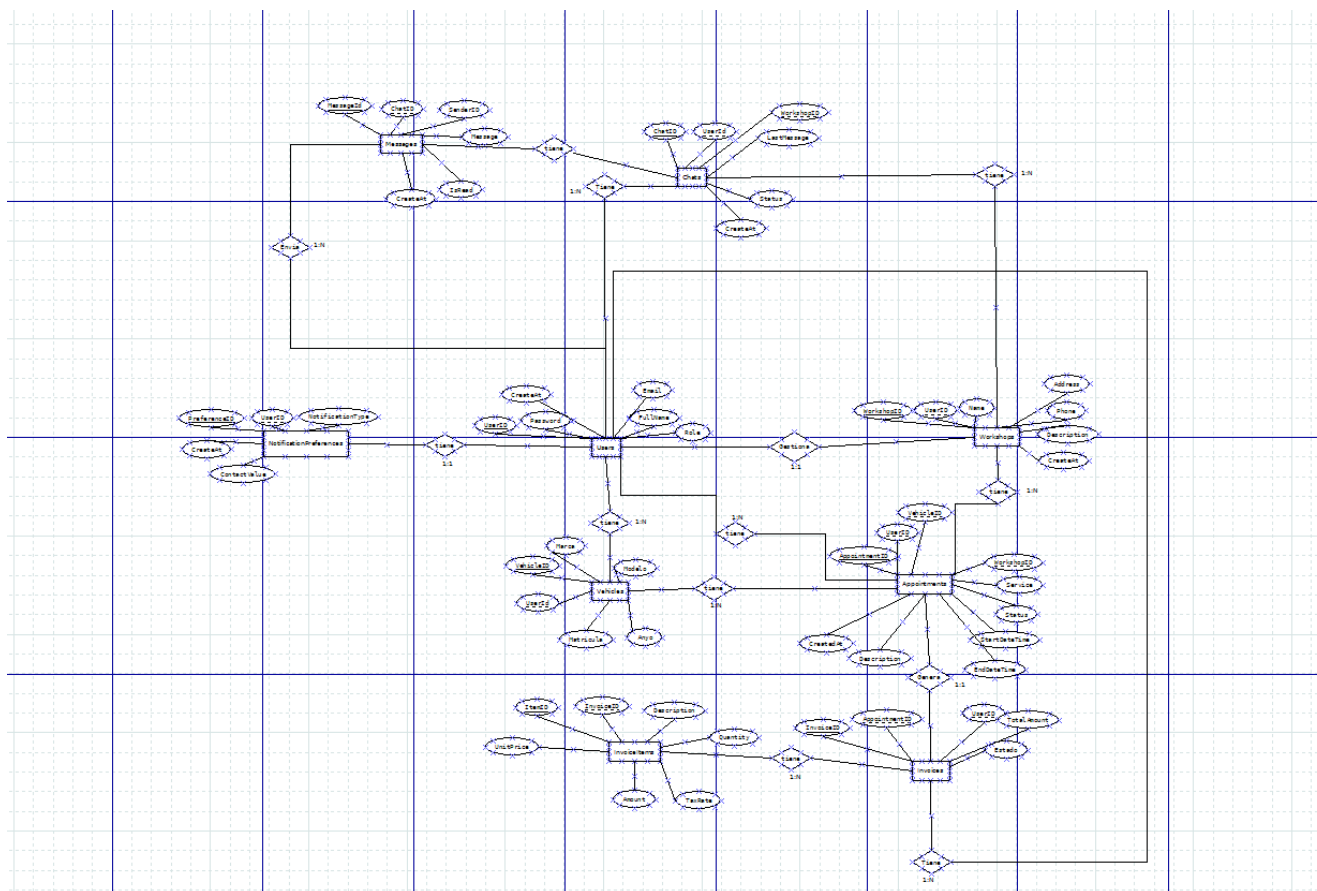 MessageId
ChatID
SenderID
Message
Messages
IsRead
CreateAt
tiene
ChatID
UserId
WorkshopID
LastMessage
Chats
Status
CreateAt
Tiene
1:N
tiene
1:N
Envia
1:N
PreferenceID
UserID
NotificationType
NotificationPreferences
CreateAt
ContactValue
tiene
1:1
CreateAt
Email
UserID
Password
FullName
Role
Users
Gestiona
1:1
WorkshopID
UserID
Name
Address
Phone
Description
CreateAt
Workshops
tiene
1:N
tiene
1:N
1:N
tiene
Marca
VehicleID
Modelo
Vehicles
UserId
Matricula
Anyo
tiene
1:N
VehicleID
UserID
AppointmentID
WorkshopID
Appointments
Service
Status
StartDateTime
EndDateTime
CreatedAt
Description
Genera
1:1
ItemID
InvoiceID
Description
UnitPrice
Quantity
InvoiceItems
Amount
TaxRate
tiene
1:N
InvoiceID
AppointmentID
UserID
TotalAmount
Estado
Invoices
Tiene
1:N